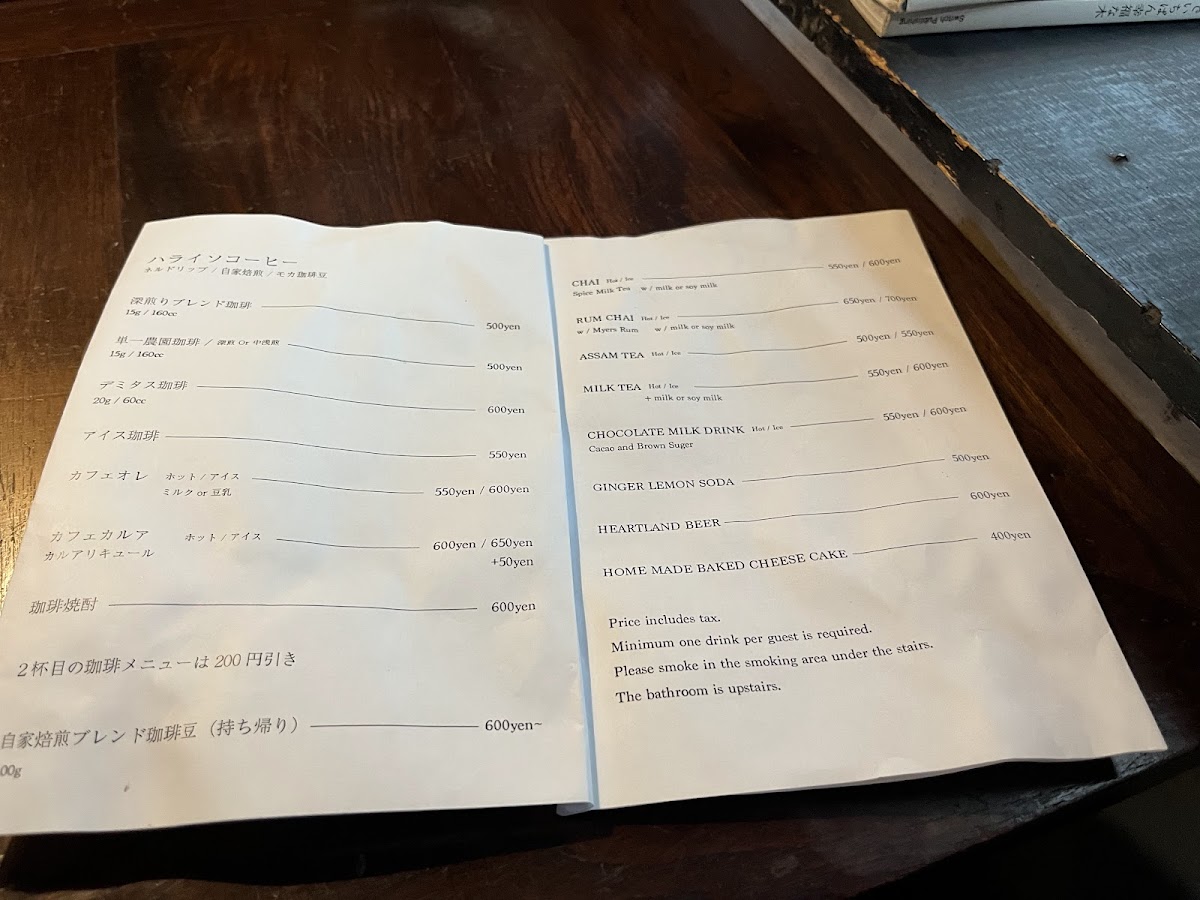 Switch Publishing
いちばん幸福な木
ハライソコーヒー
ネルドリップ / 自家焙煎 / モカ珈琲豆
深煎りブレンド珈琲 500yen
15g / 160cc
単一農園珈琲 / 深煎 Or 中浅煎 500yen
15g / 160cc
デミタス珈琲 600yen
20g / 60cc
アイス珈琲 550yen
カフェオレ ホット / アイス 550yen / 600yen
ミルク or 豆乳
カフェカルア ホット / アイス 600yen / 650yen
カルアリキュール +50yen
珈琲焼酎 600yen
2杯目の珈琲メニューは 200 円引き
自家焙煎ブレンド珈琲豆（持ち帰り） 600yen~
00g
CHAI Hot / Ice 550yen / 600yen
Spice Milk Tea w / milk or soy milk
RUM CHAI Hot / Ice 650yen / 700yen
w / Myers Rum w / milk or soy milk
ASSAM TEA Hot / Ice 500yen / 550yen
MILK TEA Hot / Ice 550yen / 600yen
+ milk or soy milk
CHOCOLATE MILK DRINK Hot / Ice 550yen / 600yen
Cacao and Brown Suger
GINGER LEMON SODA 500yen
HEARTLAND BEER 600yen
HOME MADE BAKED CHEESE CAKE 400yen
Price includes tax.
Minimum one drink per guest is required.
Please smoke in the smoking area under the stairs.
The bathroom is upstairs.